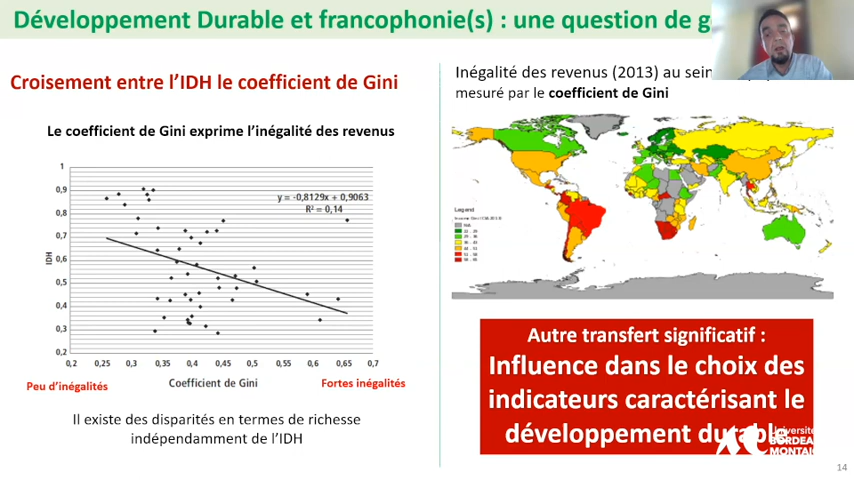 Développement Durable et francophonie(s) : une question de g
Croisement entre l'IDH le coefficient de Gini
Le coefficient de Gini exprime l'inégalité des revenus
1
0,9
0,8
0,7
0,6
0,5
0,4
0,3
0,2
IDH
y = -0,8129x + 0,9063
R² = 0,14
0,2 0,25 0,3 0,35 0,4 0,45 0,5 0,55 0,6 0,65 0,7
Peu d'inégalités
Coefficient de Gini
Fortes inégalités
Il existe des disparités en termes de richesse
indépendamment de l'IDH
Inégalité des revenus (2013) au sein
mesuré par le coefficient de Gini
Legend
Autre transfert significatif :
Influence dans le choix des
indicateurs caractérisant le
développement durable
Université
BORDEAU
MONTAI
14